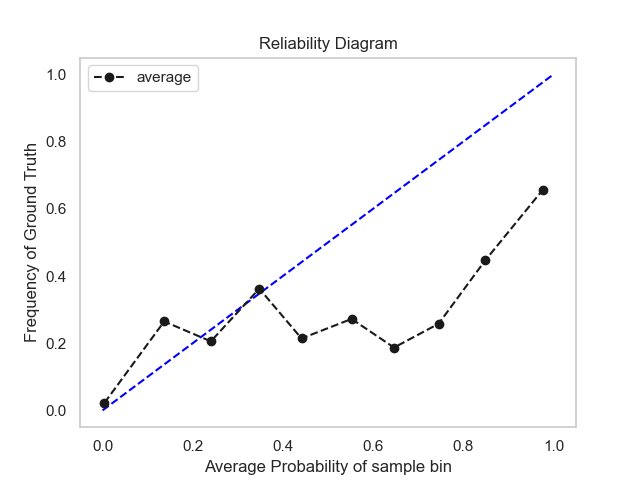 Reliability Diagram
average
Frequency of Ground Truth
1.0
0.8
0.6
0.4
0.2
0.0
0.0 0.2 0.4 0.6 0.8 1.0
Average Probability of sample bin